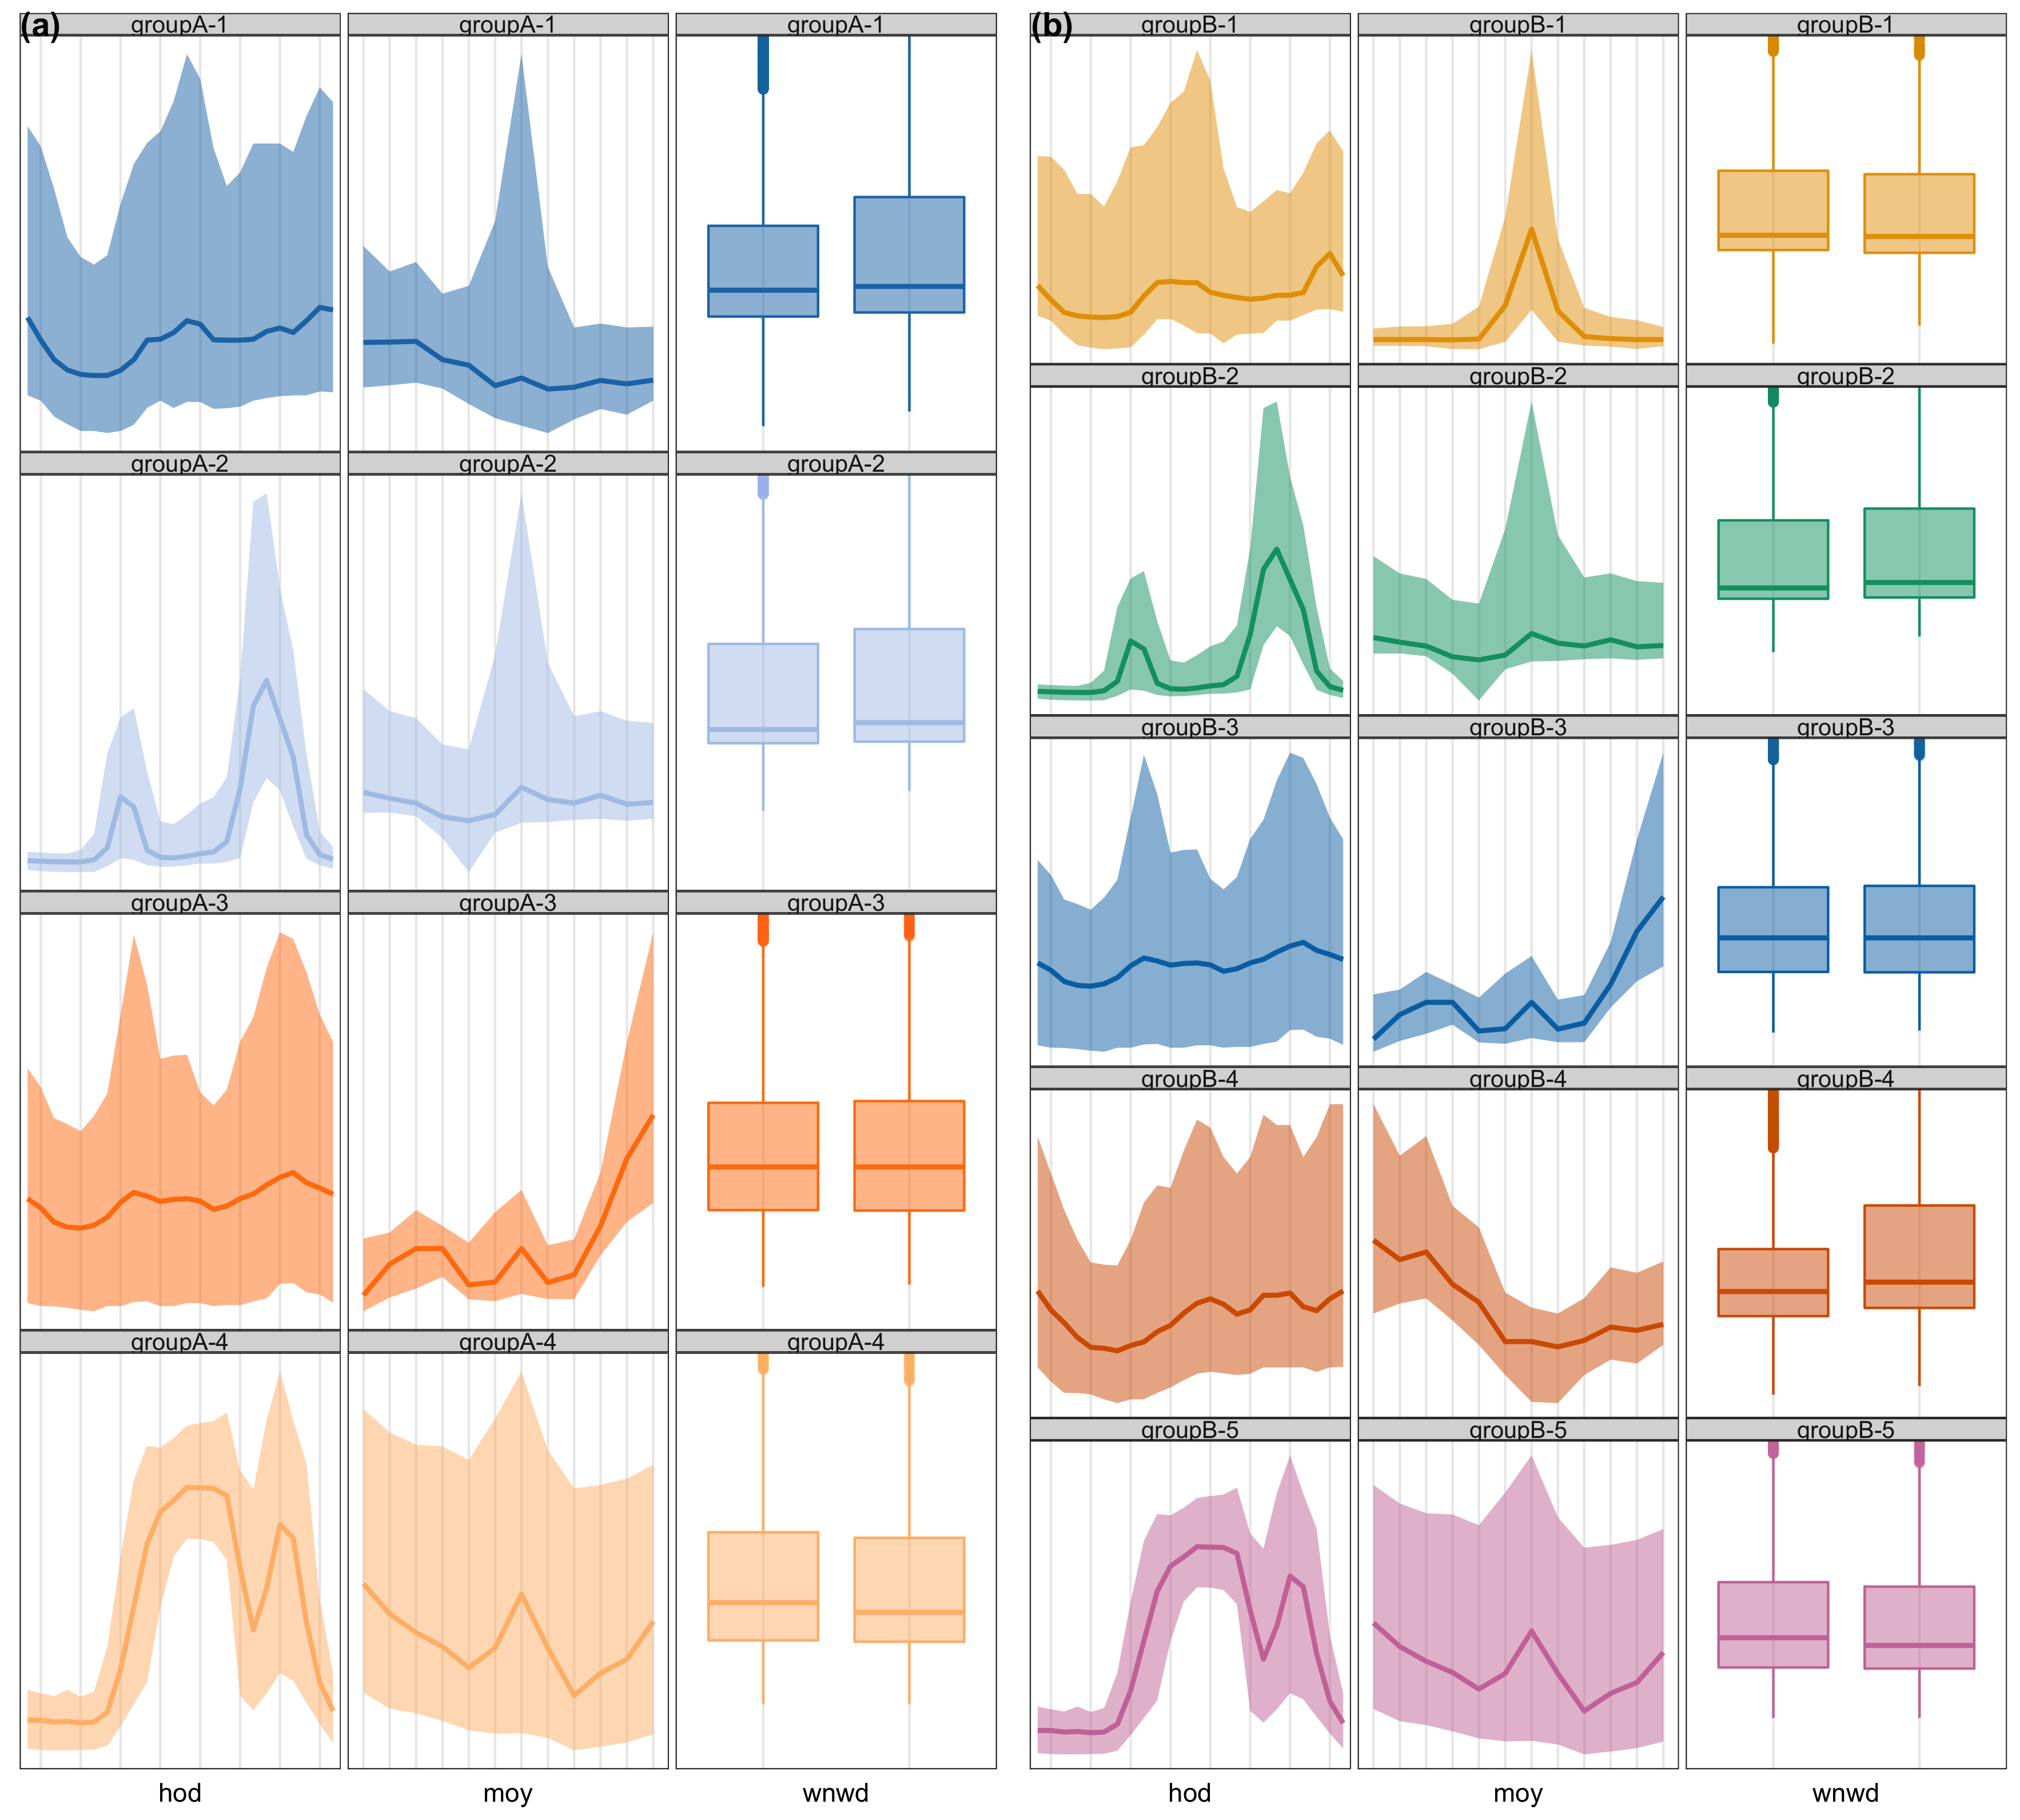 (a)
groupA-1 groupA-1 groupA-1
groupA-2 groupA-2 groupA-2
groupA-3 groupA-3 groupA-3
groupA-4 groupA-4 groupA-4
hod moy wnwd
(b)
groupB-1 groupB-1 groupB-1
groupB-2 groupB-2 groupB-2
groupB-3 groupB-3 groupB-3
groupB-4 groupB-4 groupB-4
groupB-5 groupB-5 groupB-5
hod moy wnwd